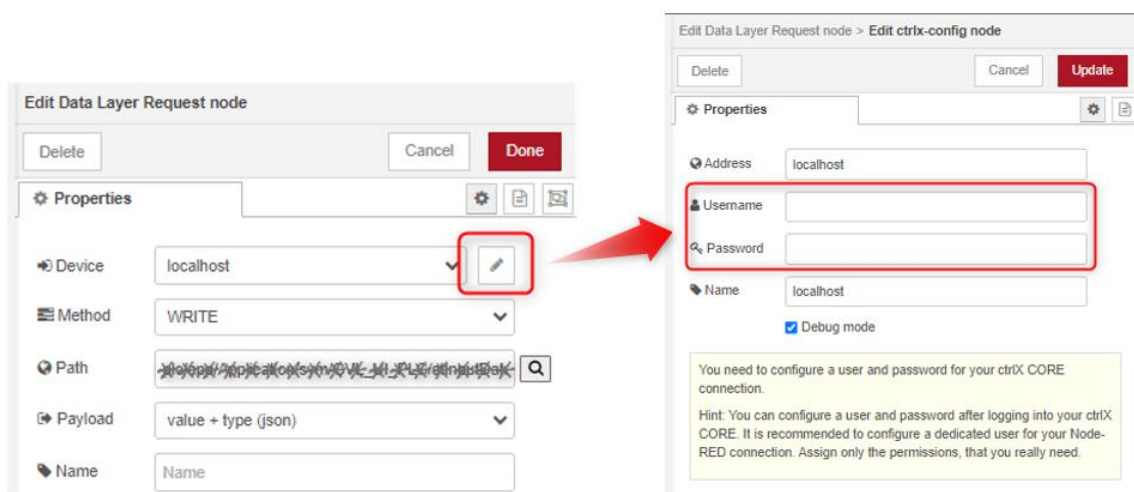 Edit Data Layer Request node
Delete
Cancel
Done
Properties
Device
localhost
Method
WRITE
Path
Payload
value + type (json)
Name
Name
Edit Data Layer Request node > Edit ctrlx-config node
Delete
Cancel
Update
Properties
Address
localhost
Username
Password
Name
localhost
Debug mode
You need to configure a user and password for your ctrlX CORE
connection.
Hint: You can configure a user and password after logging into your ctrlX
CORE. It is recommended to configure a dedicated user for your Node-
RED connection. Assign only the permissions, that you really need.